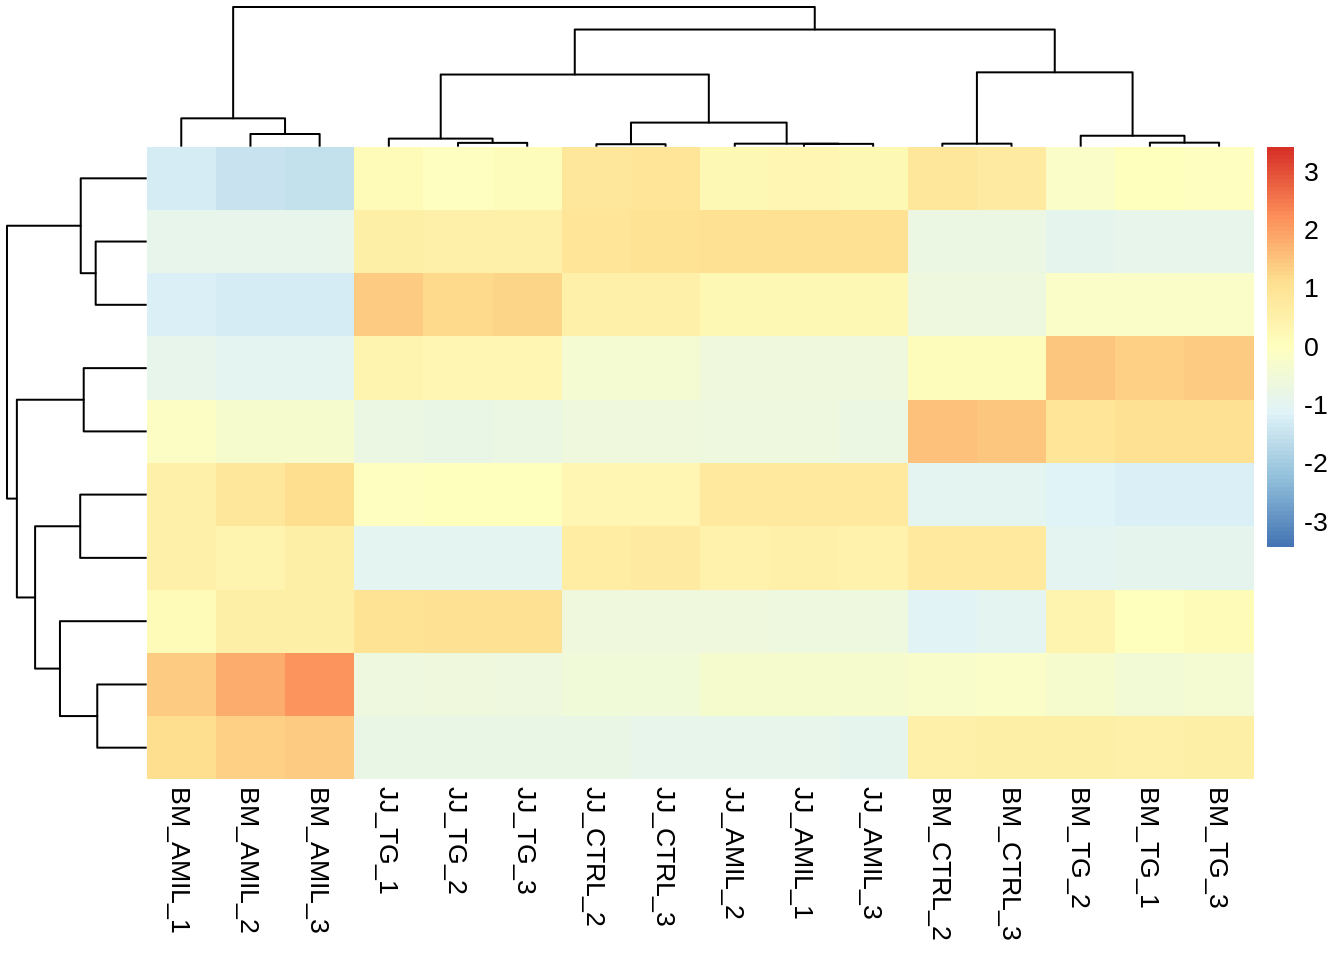 3
2
1
0
-1
-2
-3
BM_AMIL_1
BM_AMIL_2
BM_AMIL_3
JJ_TG_1
JJ_TG_2
JJ_TG_3
JJ_CTRL_2
JJ_CTRL_3
JJ_AMIL_2
JJ_AMIL_1
JJ_AMIL_3
BM_CTRL_2
BM_CTRL_3
BM_TG_2
BM_TG_1
BM_TG_3